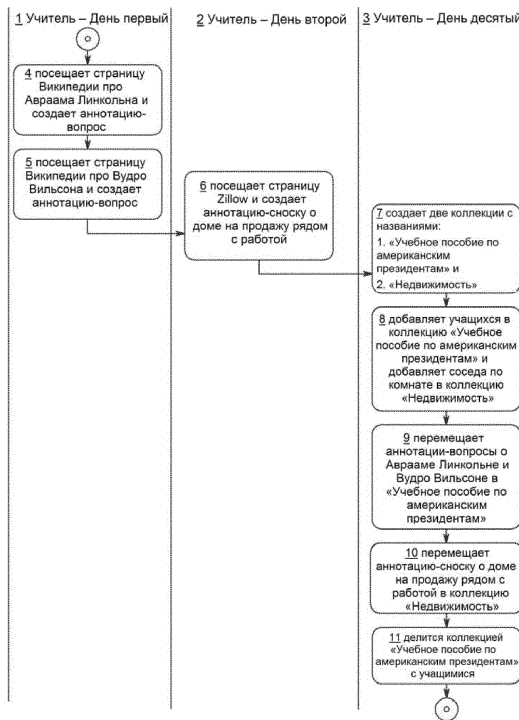 1 Учитель – День первый
2 Учитель – День второй
3 Учитель – День десятый
4 посещает страницу
Википедии про
Авраама Линкольна и
создает аннотацию-
вопрос
5 посещает страницу
Википедии про Вудро
Вильсона и создает
аннотацию-вопрос
6 посещает страницу
Zillow и создает
аннотацию-сноску о
доме на продажу рядом
с работой
7 создает две коллекции с
названиями:
1. «Учебное пособие по
американским
президентам» и
2. «Недвижимость»
8 добавляет учащихся в
коллекцию «Учебное
пособие по американским
президентам» и
добавляет соседа по
комнате в коллекцию
«Недвижимость»
9 перемещает
аннотации-вопросы о
Аврааме Линкольне и
Вудро Вильсоне в
«Учебное пособие по
американским
президентам»
10 перемещает
аннотацию-сноску о доме
на продажу рядом с
работой в коллекцию
«Недвижимость»
11 делится коллекцией
«Учебное пособие по
американским президентам»
с учащимися